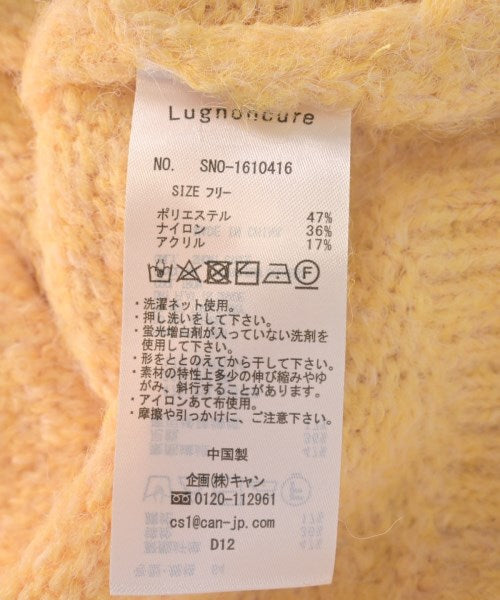 Lugnoncure
NO. SNO-1610416
SIZE フリー
ポリエステル 47%
ナイロン 36%
アクリル 17%
・洗濯ネット使用。
・押し洗いをして下さい。
・蛍光増白剤が入っていない洗剤を
使用して下さい。
・形をととのえてから干して下さい。
・素材の特性上多少の伸び縮みやゆ
がみ、斜行することがあります。
・アイロンあて布使用。
・摩擦や引っかけに、ご注意下さい。
中国製
企画(株)キャン
0120-112961
cs1@can-jp.com
D12